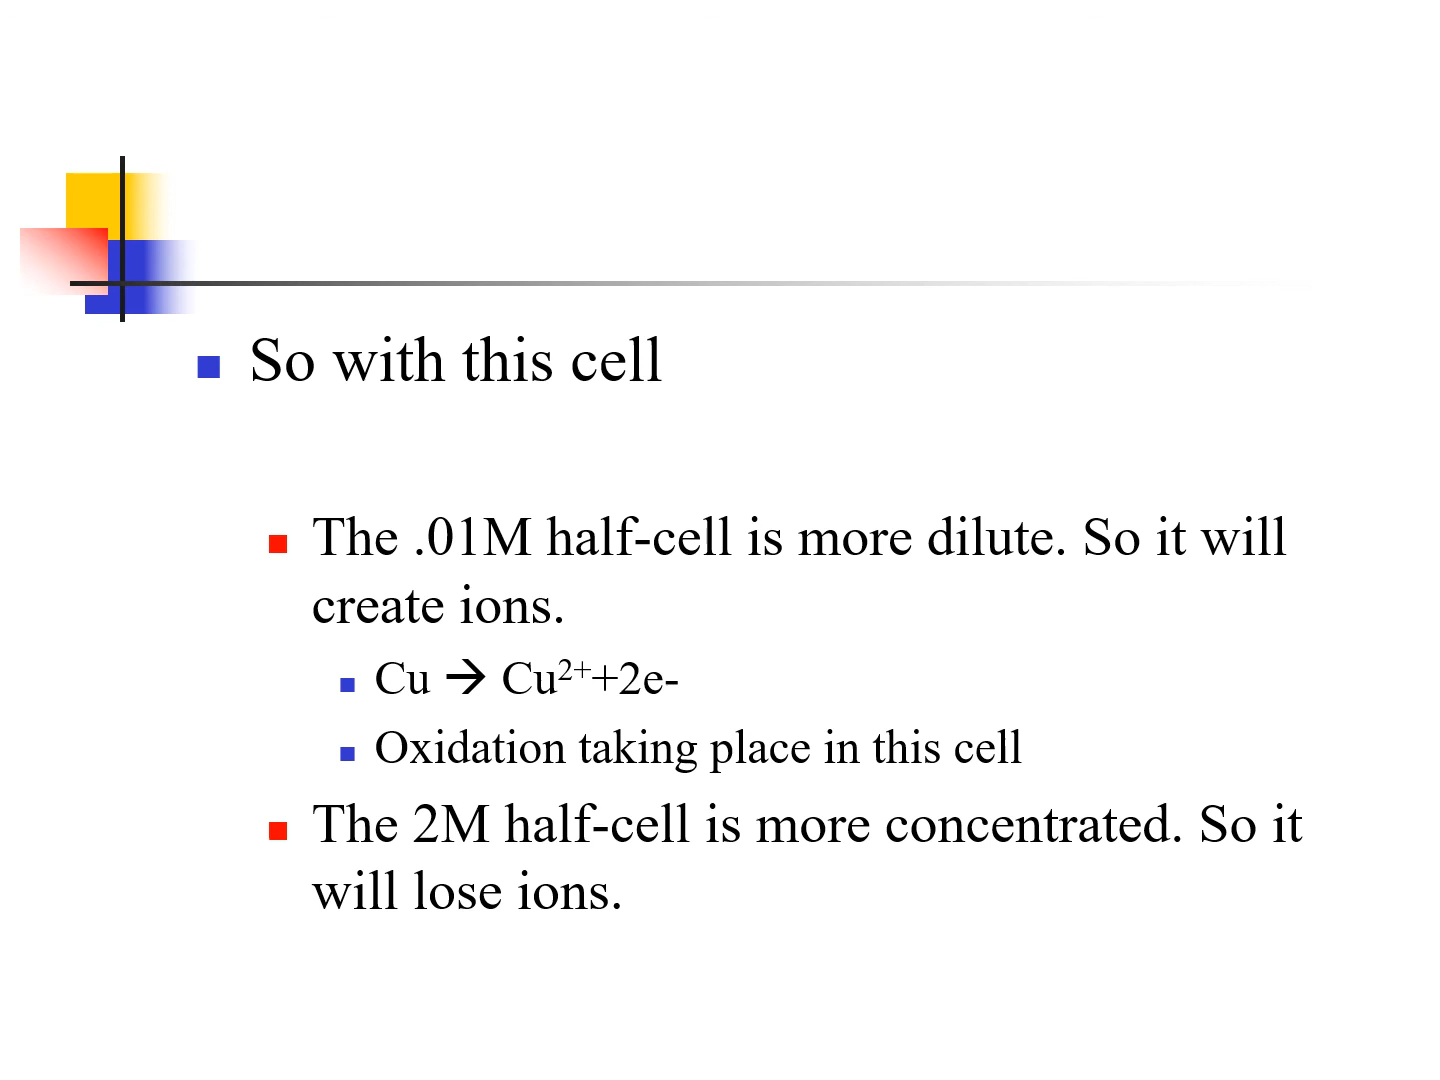 So with this cell
The .01M half-cell is more dilute. So it will
create ions.
Cu → Cu²⁺+2e-
Oxidation taking place in this cell
The 2M half-cell is more concentrated. So it
will lose ions.